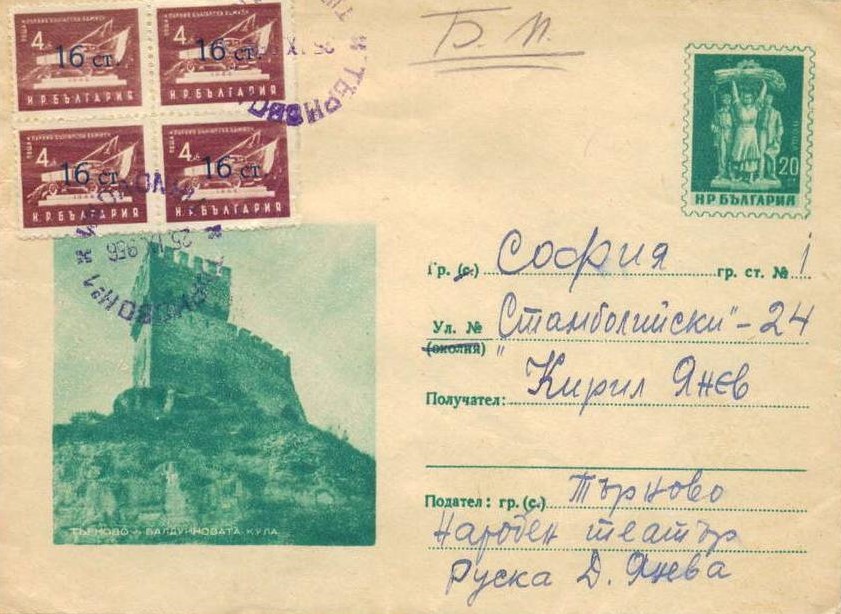 4 16 ст. 4 16 ст.
Н. Р. БЪЛГАРИЯ Н. Р. БЪЛГАРИЯ
4 16 ст. 4 16 ст.
Н. Р. БЪЛГАРИЯ Н. Р. БЪЛГАРИЯ
Б. П.
20
НР БЪЛГАРИЯ
Гр. (с.) София гр. ст. № 1
Ул. № „Стамболийски" – 24
(околия)
Получател: Кирил Янев
Подател: гр. (с.) Търново
Народен театър
Руска Д. Янева
ТЪРНОВО – БАЛДУИНОВАТА КУЛА